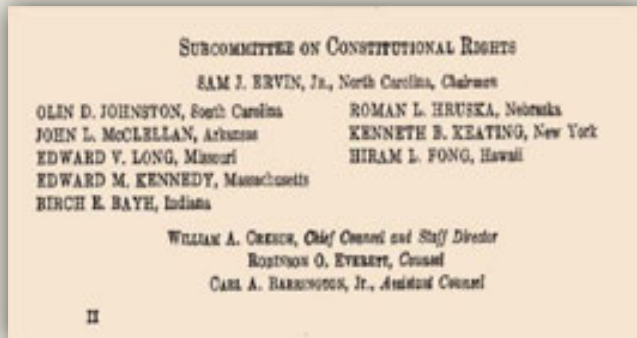 SUBCOMMITTEE ON CONSTITUTIONAL RIGHTS
SAM J. ERVIN, JR., North Carolina, Chairman
OLIN D. JOHNSTON, South Carolina
JOHN L. McCLELLAN, Arkansas
EDWARD V. LONG, Missouri
EDWARD M. KENNEDY, Massachusetts
BIRCH E. BAYH, Indiana
ROMAN L. HRUSKA, Nebraska
KENNETH B. KEATING, New York
HIRAM L. FONG, Hawaii
WILLIAM A. CREECH, Chief Counsel and Staff Director
ROBINSON O. EVERETT, Counsel
CARL A. BARRINGTON, Jr., Assistant Counsel
II